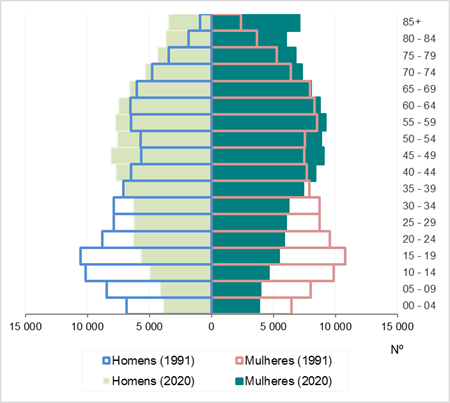 85+
80 - 84
75 - 79
70 - 74
65 - 69
60 - 64
55 - 59
50 - 54
45 - 49
40 - 44
35 - 39
30 - 34
25 - 29
20 - 24
15 - 19
10 - 14
05 - 09
00 - 04
15 000 10 000 5 000 0 5 000 10 000 15 000
Nº
Homens (1991) Mulheres (1991)
Homens (2020) Mulheres (2020)